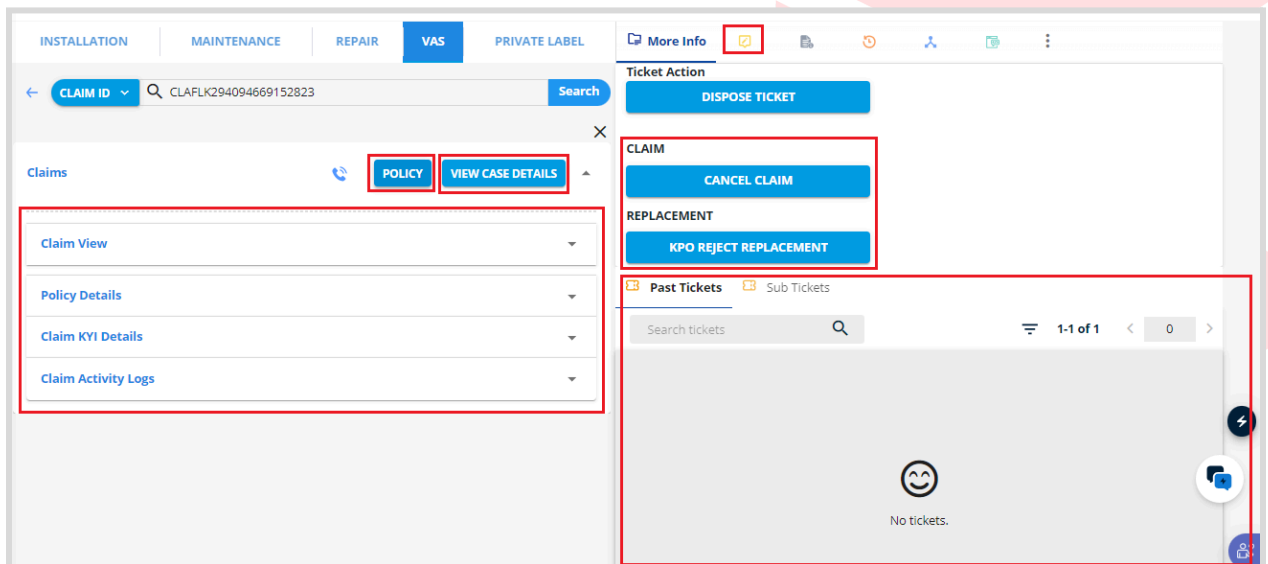 INSTALLATION MAINTENANCE REPAIR VAS PRIVATE LABEL
CLAIM ID CLAFLK294094669152823 Search
Claims POLICY VIEW CASE DETAILS
Claim View
Policy Details
Claim KYI Details
Claim Activity Logs
More Info
Ticket Action
DISPOSE TICKET
CLAIM
CANCEL CLAIM
REPLACEMENT
KPO REJECT REPLACEMENT
Past Tickets Sub Tickets
Search tickets 1-1 of 1 < 0 >
No tickets.